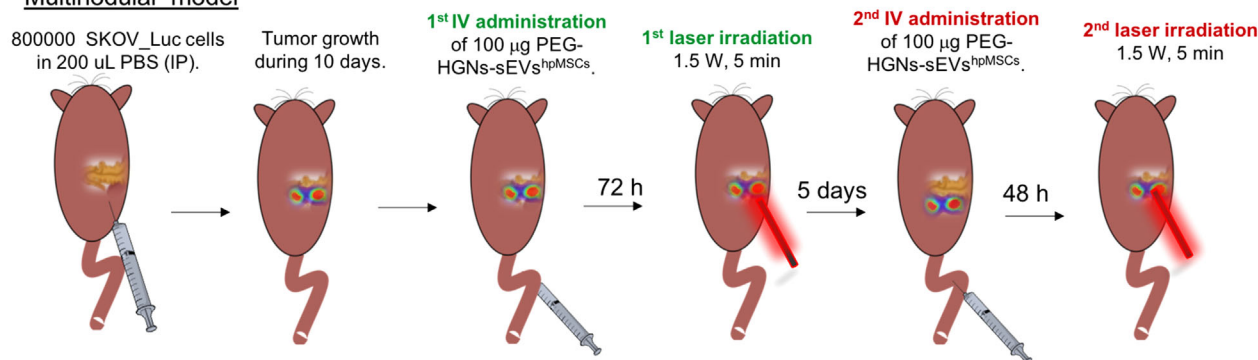 Multinodular model
800000 SKOV_Luc cells
in 200 uL PBS (IP).
Tumor growth
during 10 days.
1st IV administration
of 100 μg PEG-
HGNs-sEVshpMSCs.
72 h
1st laser irradiation
1.5 W, 5 min
5 days
2nd IV administration
of 100 μg PEG-
HGNs-sEVshpMSCs.
48 h
2nd laser irradiation
1.5 W, 5 min